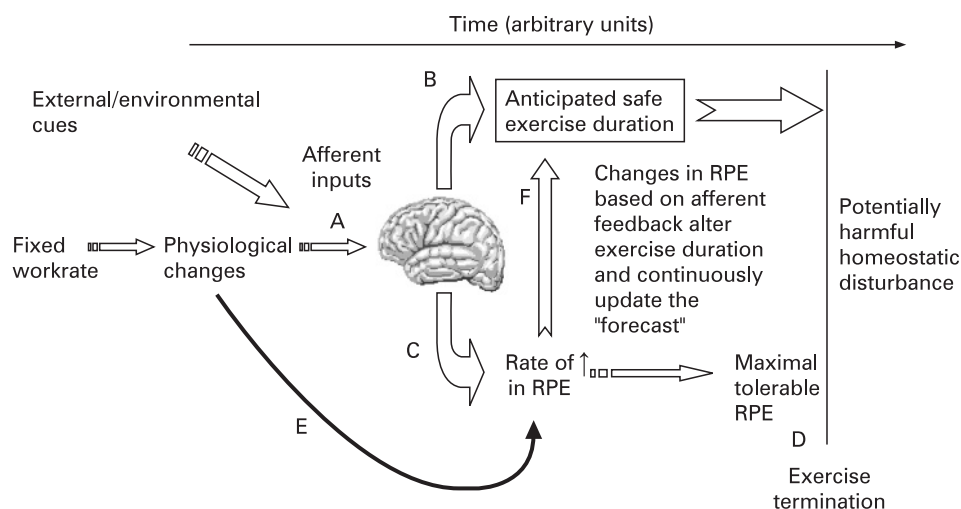 Time (arbitrary units)
External/environmental
cues
Afferent
inputs
A
B
Anticipated safe
exercise duration
Fixed
workrate
Physiological
changes
F
Changes in RPE
based on afferent
feedback alter
exercise duration
and continuously
update the
"forecast"
Potentially
harmful
homeostatic
disturbance
C
Rate of ↑
in RPE
Maximal
tolerable
RPE
E
D
Exercise
termination